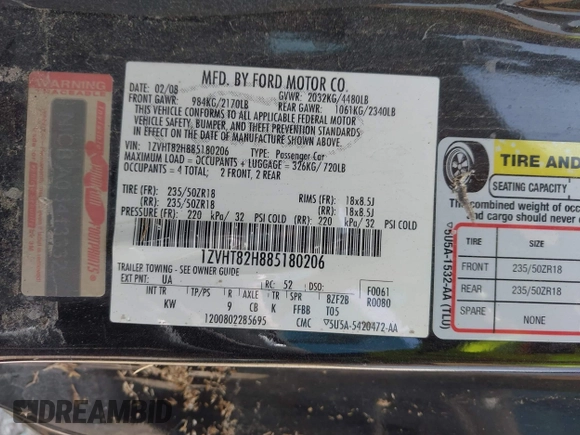 MFD. BY FORD MOTOR CO.
02/08 GVWR: 2032KG/4480LB
FRONT GAWR: 984KG/2170LB REAR GAWR: 1061KG/2340LB
THIS VEHICLE CONFORMS TO ALL APPLICABLE FEDERAL MOTOR
VEHICLE SAFETY, BUMPER, AND THEFT PREVENTION STANDARDS
IN EFFECT ON THE DATE OF MANUFACTURE SHOWN ABOVE.
VIN: 1ZVHT82H885180206 TYPE: Passenger Car
MAXIMUM LOAD = OCCUPANTS + LUGGAGE = 326KG/720LB
OCCUPANTS = 4 TOTAL; 2 FRONT, 2 REAR
TIRE (FR): 235/50ZR18 RIMS (FR): 18x8.5J
(RR): 235/50ZR18 (RR): 18x8.5J
PRESSURE (FR): 220 kPa/ 32 PSI COLD (RR): 220 kPa/ 32 PSI COLD
1ZVHT82H885180206
TRAILER TOWING - SEE OWNERS GUIDE
EXT PNT: UA RC: 52 DSO: F0061
INT TR TP/PS R AXLE TR SPR BZF2B R0080
KW 9 CB K FFBB T05
1200802285695 CMC 5U5A-5420472-AA
WARNING
TRACEABLE
TIRE AND
SEATING CAPACITY
The combined weight of occ
and cargo should never
TIRE SIZE
FRONT 235/50ZR18
REAR 235/50ZR18
SPARE NONE
5U5A-1532-AA (TLU)
DREAMBID